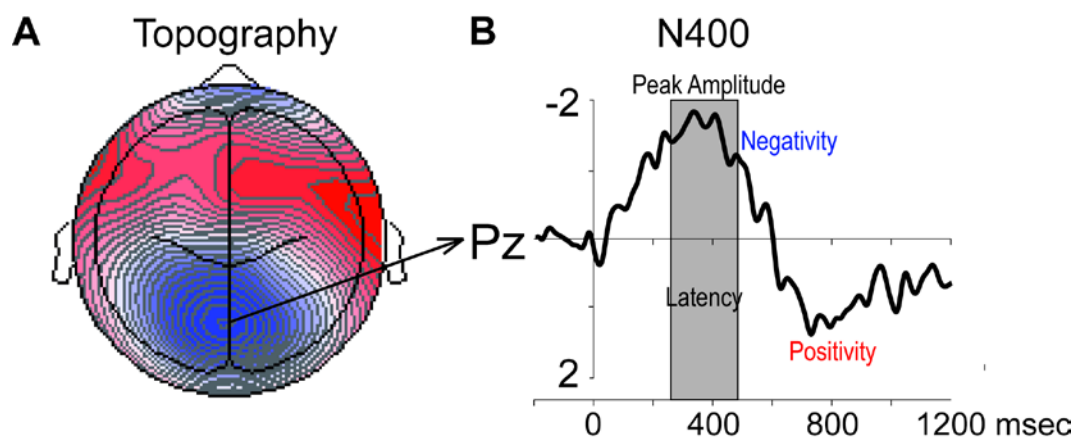 A Topography
B N400
Peak Amplitude
-2
Negativity
Pz
Latency
Positivity
2
0 400 800 1200 msec